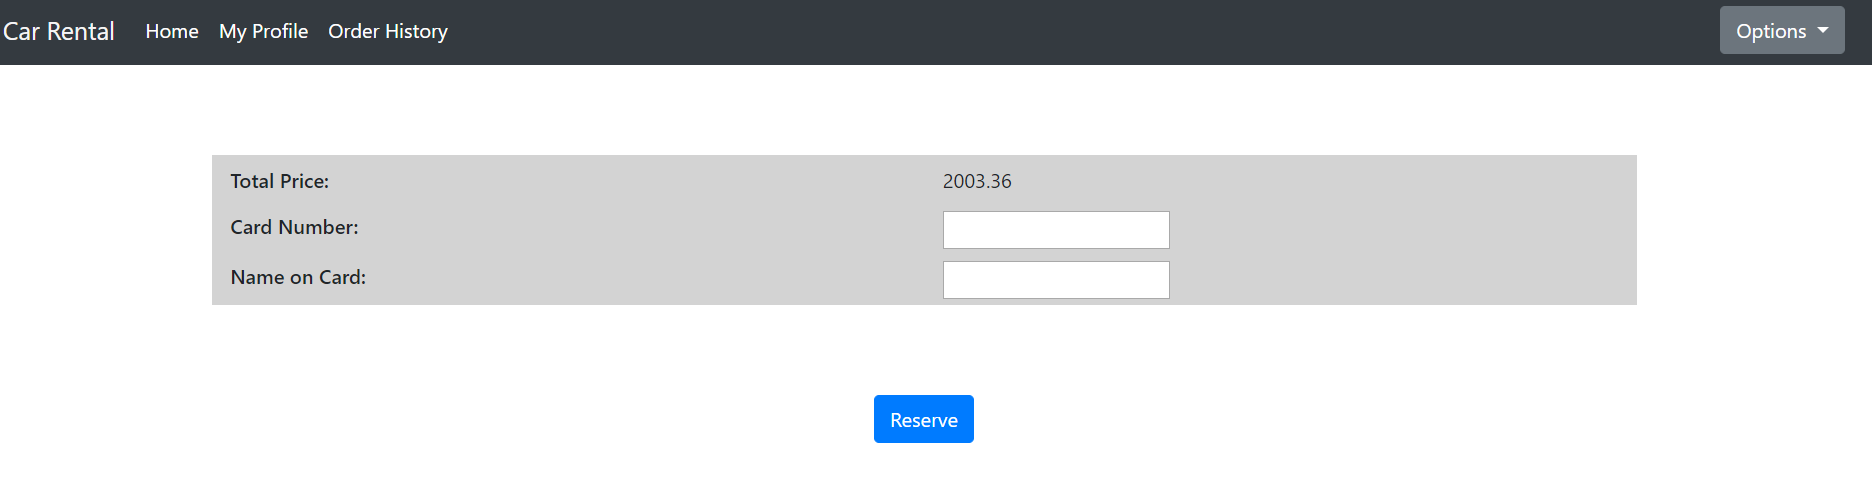 Car Rental Home My Profile Order History Options
Total Price: 2003.36
Card Number:
Name on Card:
Reserve